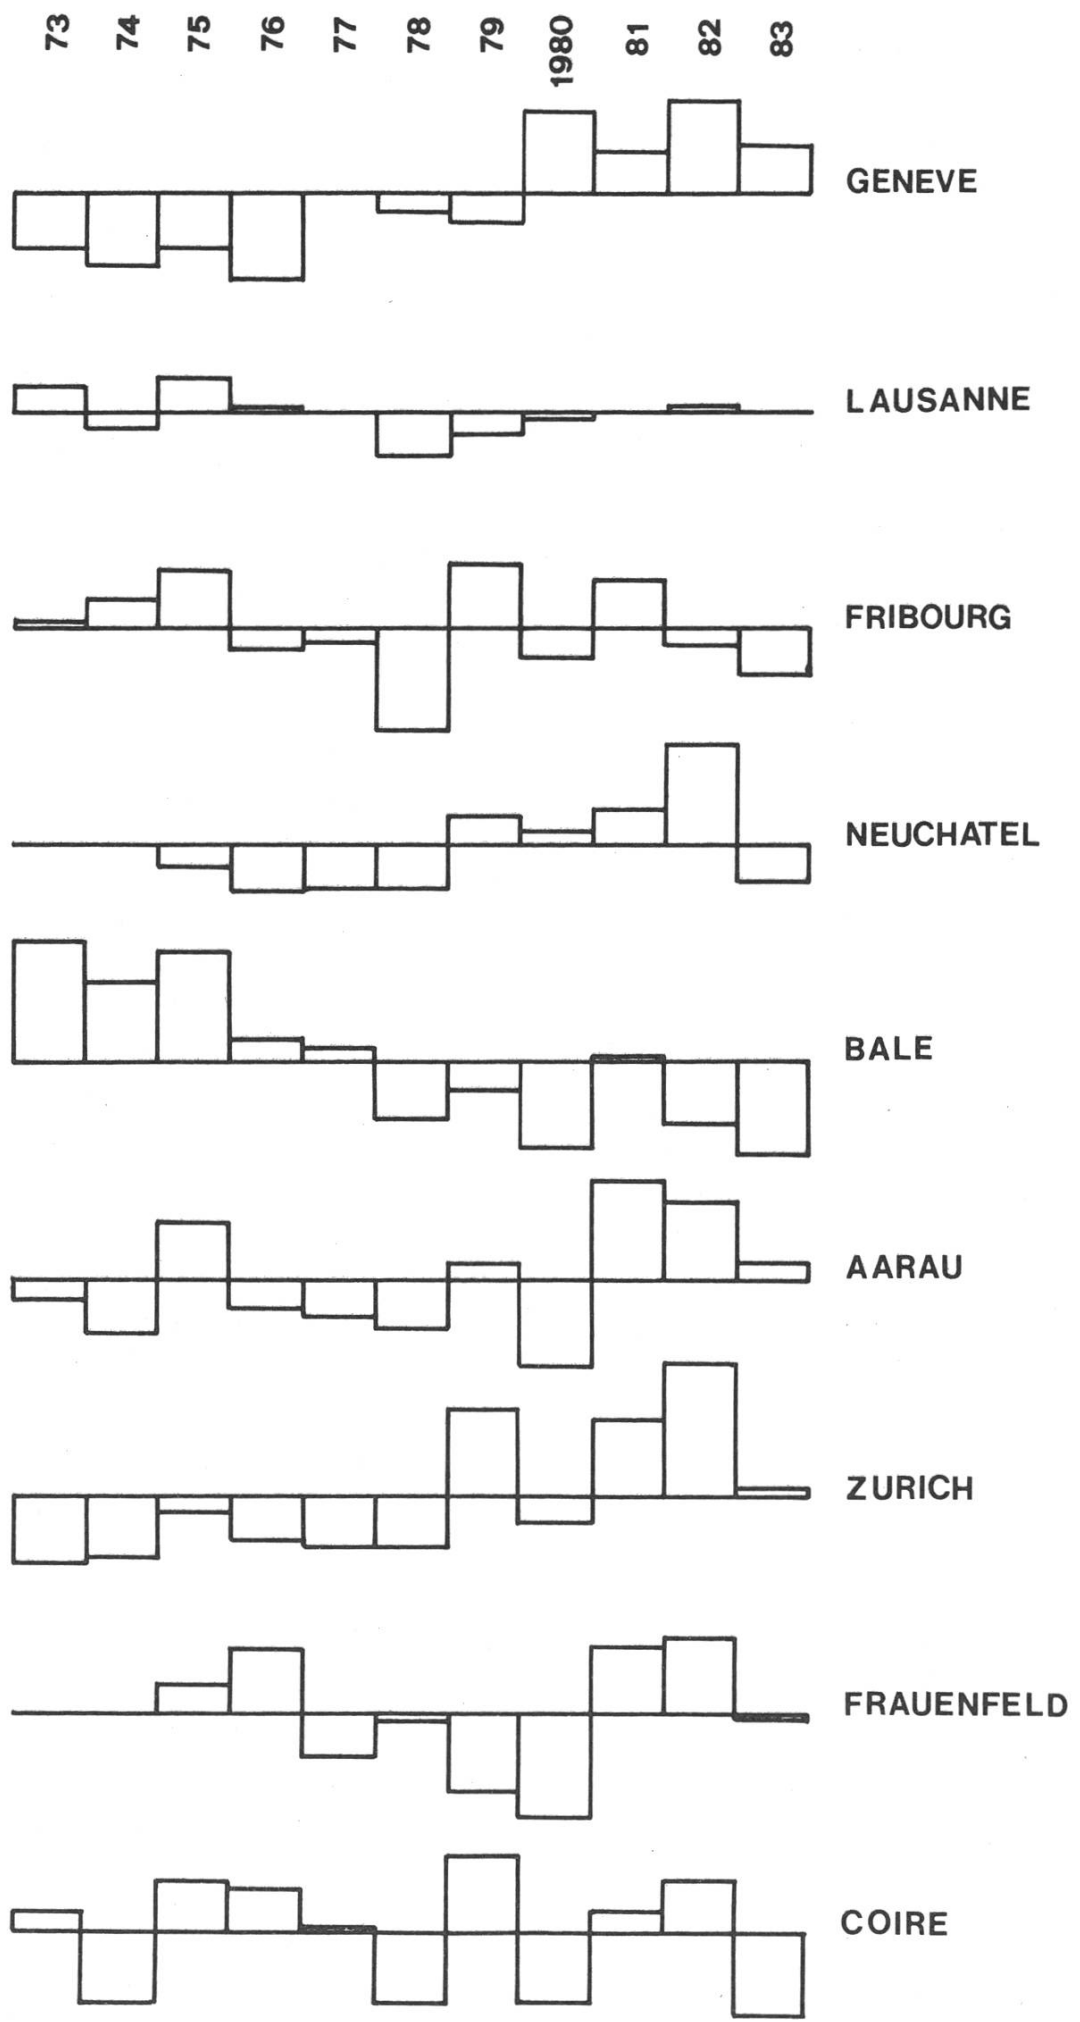 73 74 75 76 77 78 79 1980 81 82 83
GENEVE
LAUSANNE
FRIBOURG
NEUCHATEL
BALE
AARAU
ZURICH
FRAUENFELD
COIRE